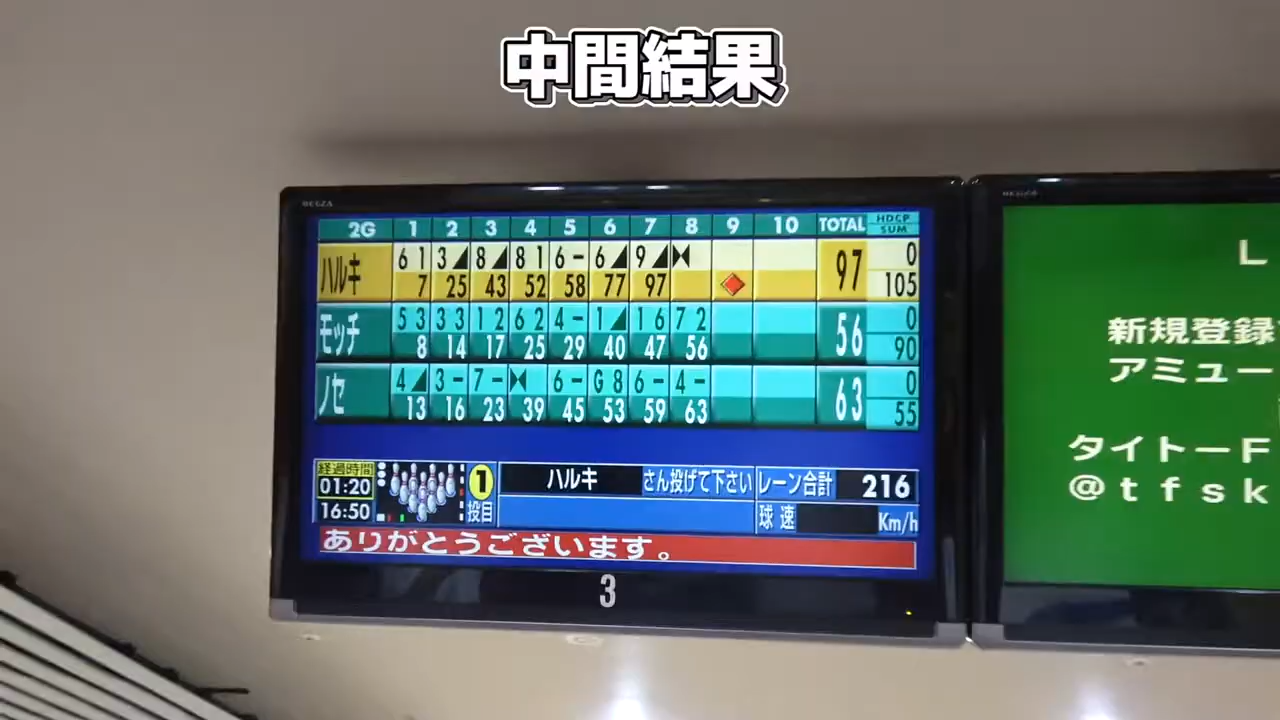 中間結果
REGZA
REGZA
2G 1 2 3 4 5 6 7 8 9 10 TOTAL HDCP SUM
ハルキ 6 1 3 ◢ 8 ◢ 8 1 6 - 6 ◢ 9 ◢ ⧓ 97 0
7 25 43 52 58 77 97 105
モッチ 5 3 3 3 1 2 6 2 4 - 1 ◢ 1 6 7 2 56 0
8 14 17 25 29 40 47 56 90
ノセ 4 ◢ 3 - 7 - ⧓ 6 - G 8 6 - 4 - 63 0
13 16 23 39 45 53 59 63 55
経過時間
01:20
16:50
1
投目
ハルキ さん投げて下さい レーン合計 216
球速 Km/h
ありがとうございます。
3
L
新規登録
アミュー
タイトーF
@tfsk